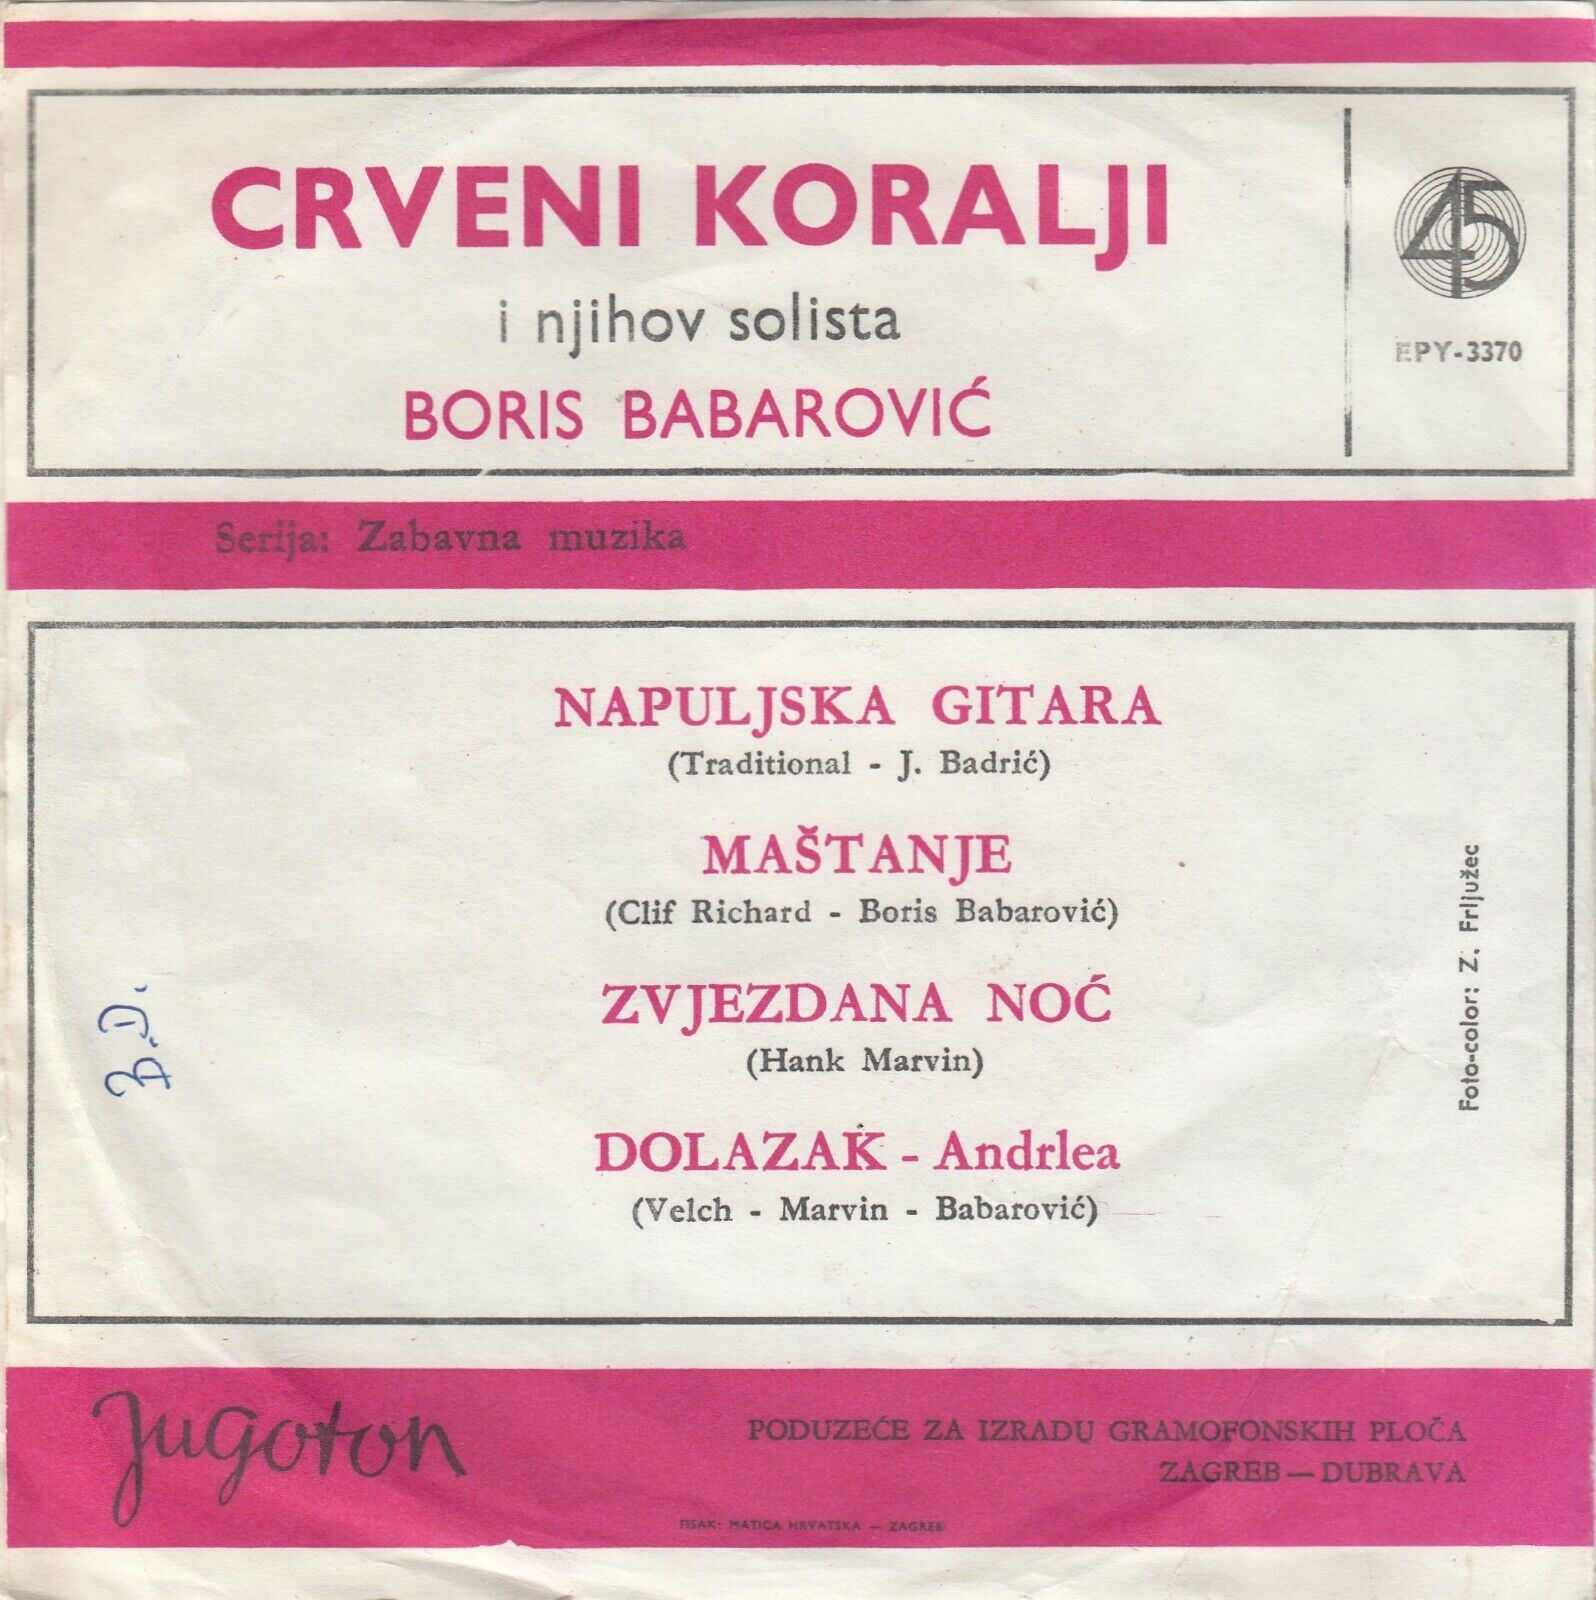 CRVENI KORALJI
i njihov solista
BORIS BABAROVIĆ
45
EPY-3370
Serija: Zabavna muzika
NAPULJSKA GITARA
(Traditional - J. Badrić)
MAŠTANJE
(Clif Richard - Boris Babarović)
ZVJEZDANA NOĆ
(Hank Marvin)
DOLAZAK - Andrlea
(Velch - Marvin - Babarović)
Foto-color: Z. Frljužec
B.D.
Jugoton
PODUZEĆE ZA IZRADU GRAMOFONSKIH PLOČA
ZAGREB — DUBRAVA
TISAK: MATICA HRVATSKA — ZAGREB